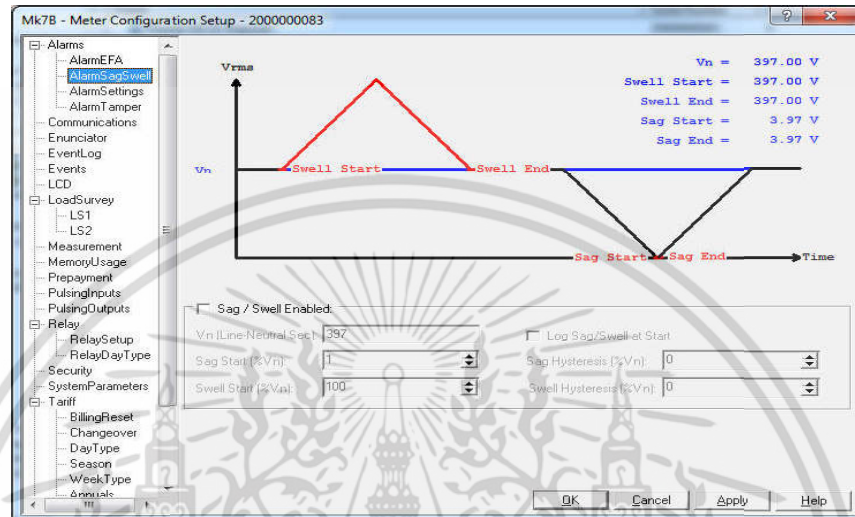 Mk7B - Meter Configuration Setup - 2000000083
Alarms
AlarmEFA
AlarmSagSwell
AlarmSettings
AlarmTamper
Communications
Enunciator
EventLog
Events
LCD
LoadSurvey
LS1
LS2
Measurement
MemoryUsage
Prepayment
PulsingInputs
PulsingOutputs
Relay
RelaySetup
RelayDayType
Security
SystemParameters
Tariff
BillingReset
Changeover
DayType
Season
WeekType
Annuals
Vrms
Vn = 397.00 V
Swell Start = 397.00 V
Swell End = 397.00 V
Sag Start = 3.97 V
Sag End = 3.97 V
Vn Swell Start Swell End
Sag Start Sag End Time
Sag / Swell Enabled:
Vn (Line-Neutral Sec) 397 Log Sag/Swell at Start
Sag Start (%Vn): 1 Sag Hysteresis (%Vn): 0
Swell Start (%Vn): 100 Swell Hysteresis (%Vn): 0
OK Cancel Apply Help